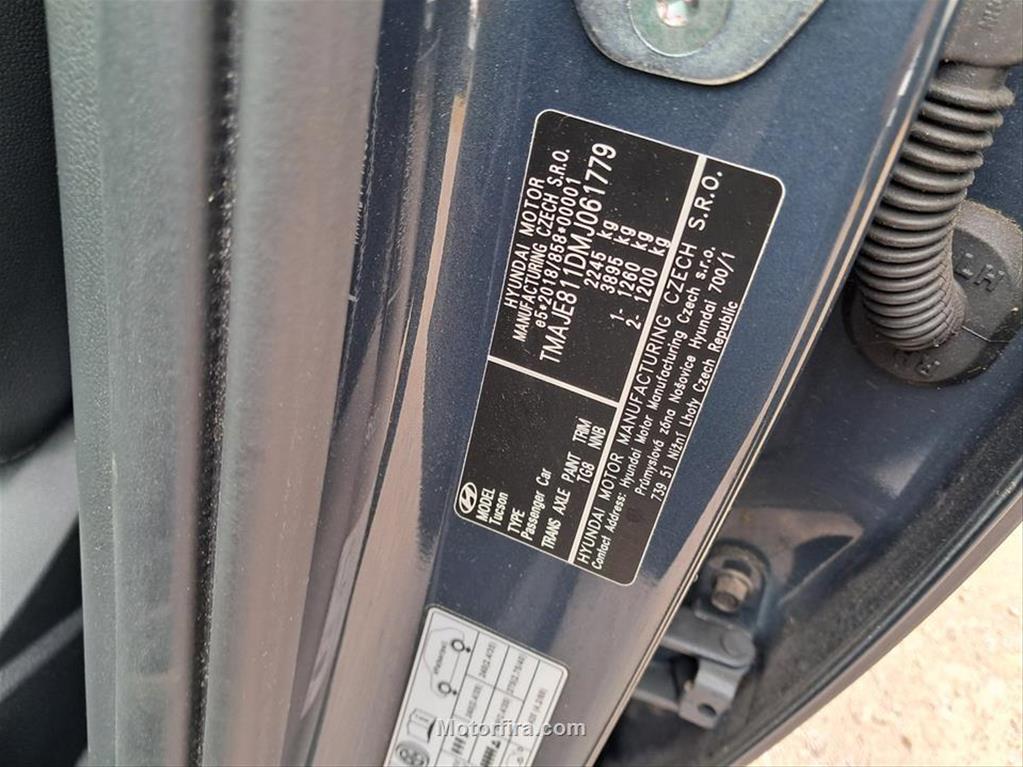 HYUNDAI MOTOR
MANUFACTURING CZECH S.R.O.
e5*2018/858*00001
TMAJE811DMJ061779
2245 kg
3895 kg
1- 1260 kg
2- 1200 kg
MODEL
Tucson
TYPE
Passenger Car
TRANS AXLE PAINT TRIM
TG8 NNB
HYUNDAI MOTOR MANUFACTURING CZECH S.R.O.
Contact Address: Hyundai Motor Manufacturing Czech s.r.o.
Průmyslová zóna Nošovice Hyundai 700/1
739 51 Nižní Lhoty Czech Republic
LH
RR
Motorfira.com